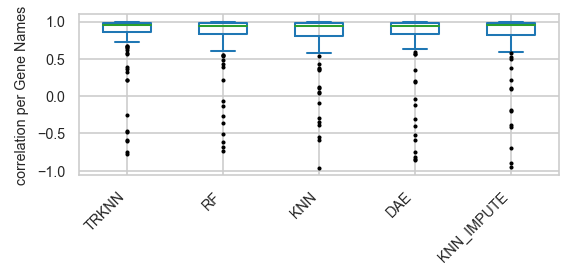 correlation per Gene Names
1.0
0.5
0.0
−0.5
−1.0
TRKNN
RF
KNN
DAE
KNN_IMPUTE